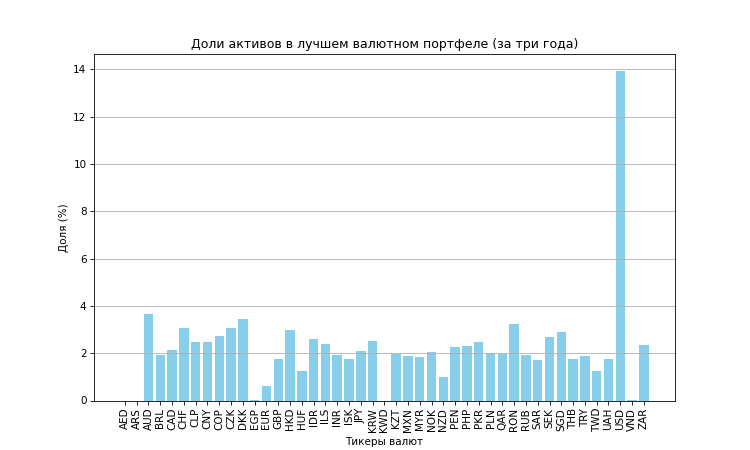 Доли активов в лучшем валютном портфеле (за три года)
Доля (%)
14
12
10
8
6
4
2
0
AED ARS AUD BRL CAD CHF CLP CNY COP CZK DKK EGP EUR GBP HKD HUF IDR ILS INR ISK JPY KRW KWD KZT MXN MYR NOK NZD PEN PHP PKR PLN QAR RON RUB SAR SEK SGD THB TRY TWD UAH USD VND ZAR
Тикеры валют